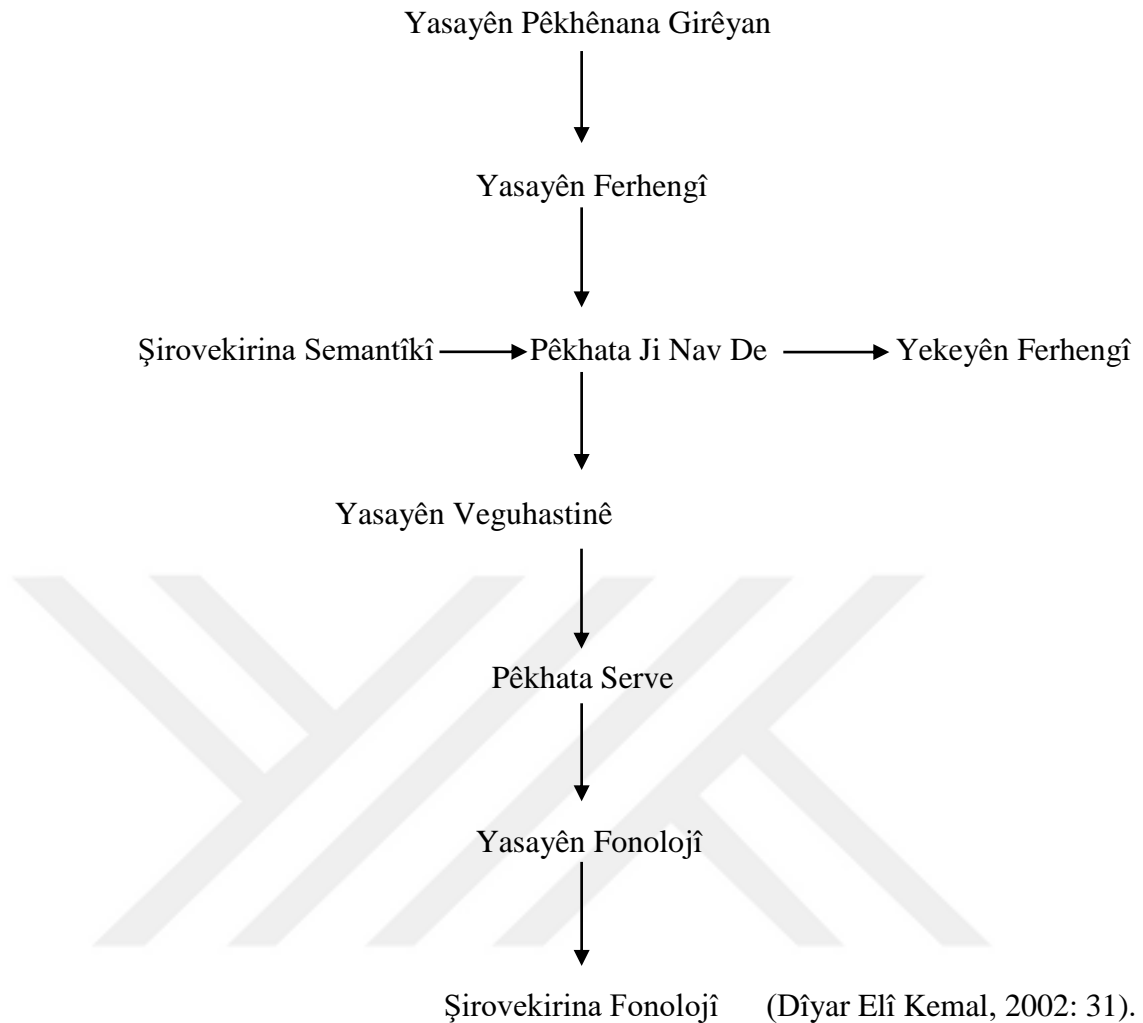 Yasayên Pêkhênana Girêyan
Yasayên Ferhengî
Şirovekirina Semantîkî Pêkhata Ji Nav De Yekeyên Ferhengî
Yasayên Veguhastinê
Pêkhata Serve
Yasayên Fonolojî
Şirovekirina Fonolojî (Dîyar Elî Kemal, 2002: 31).